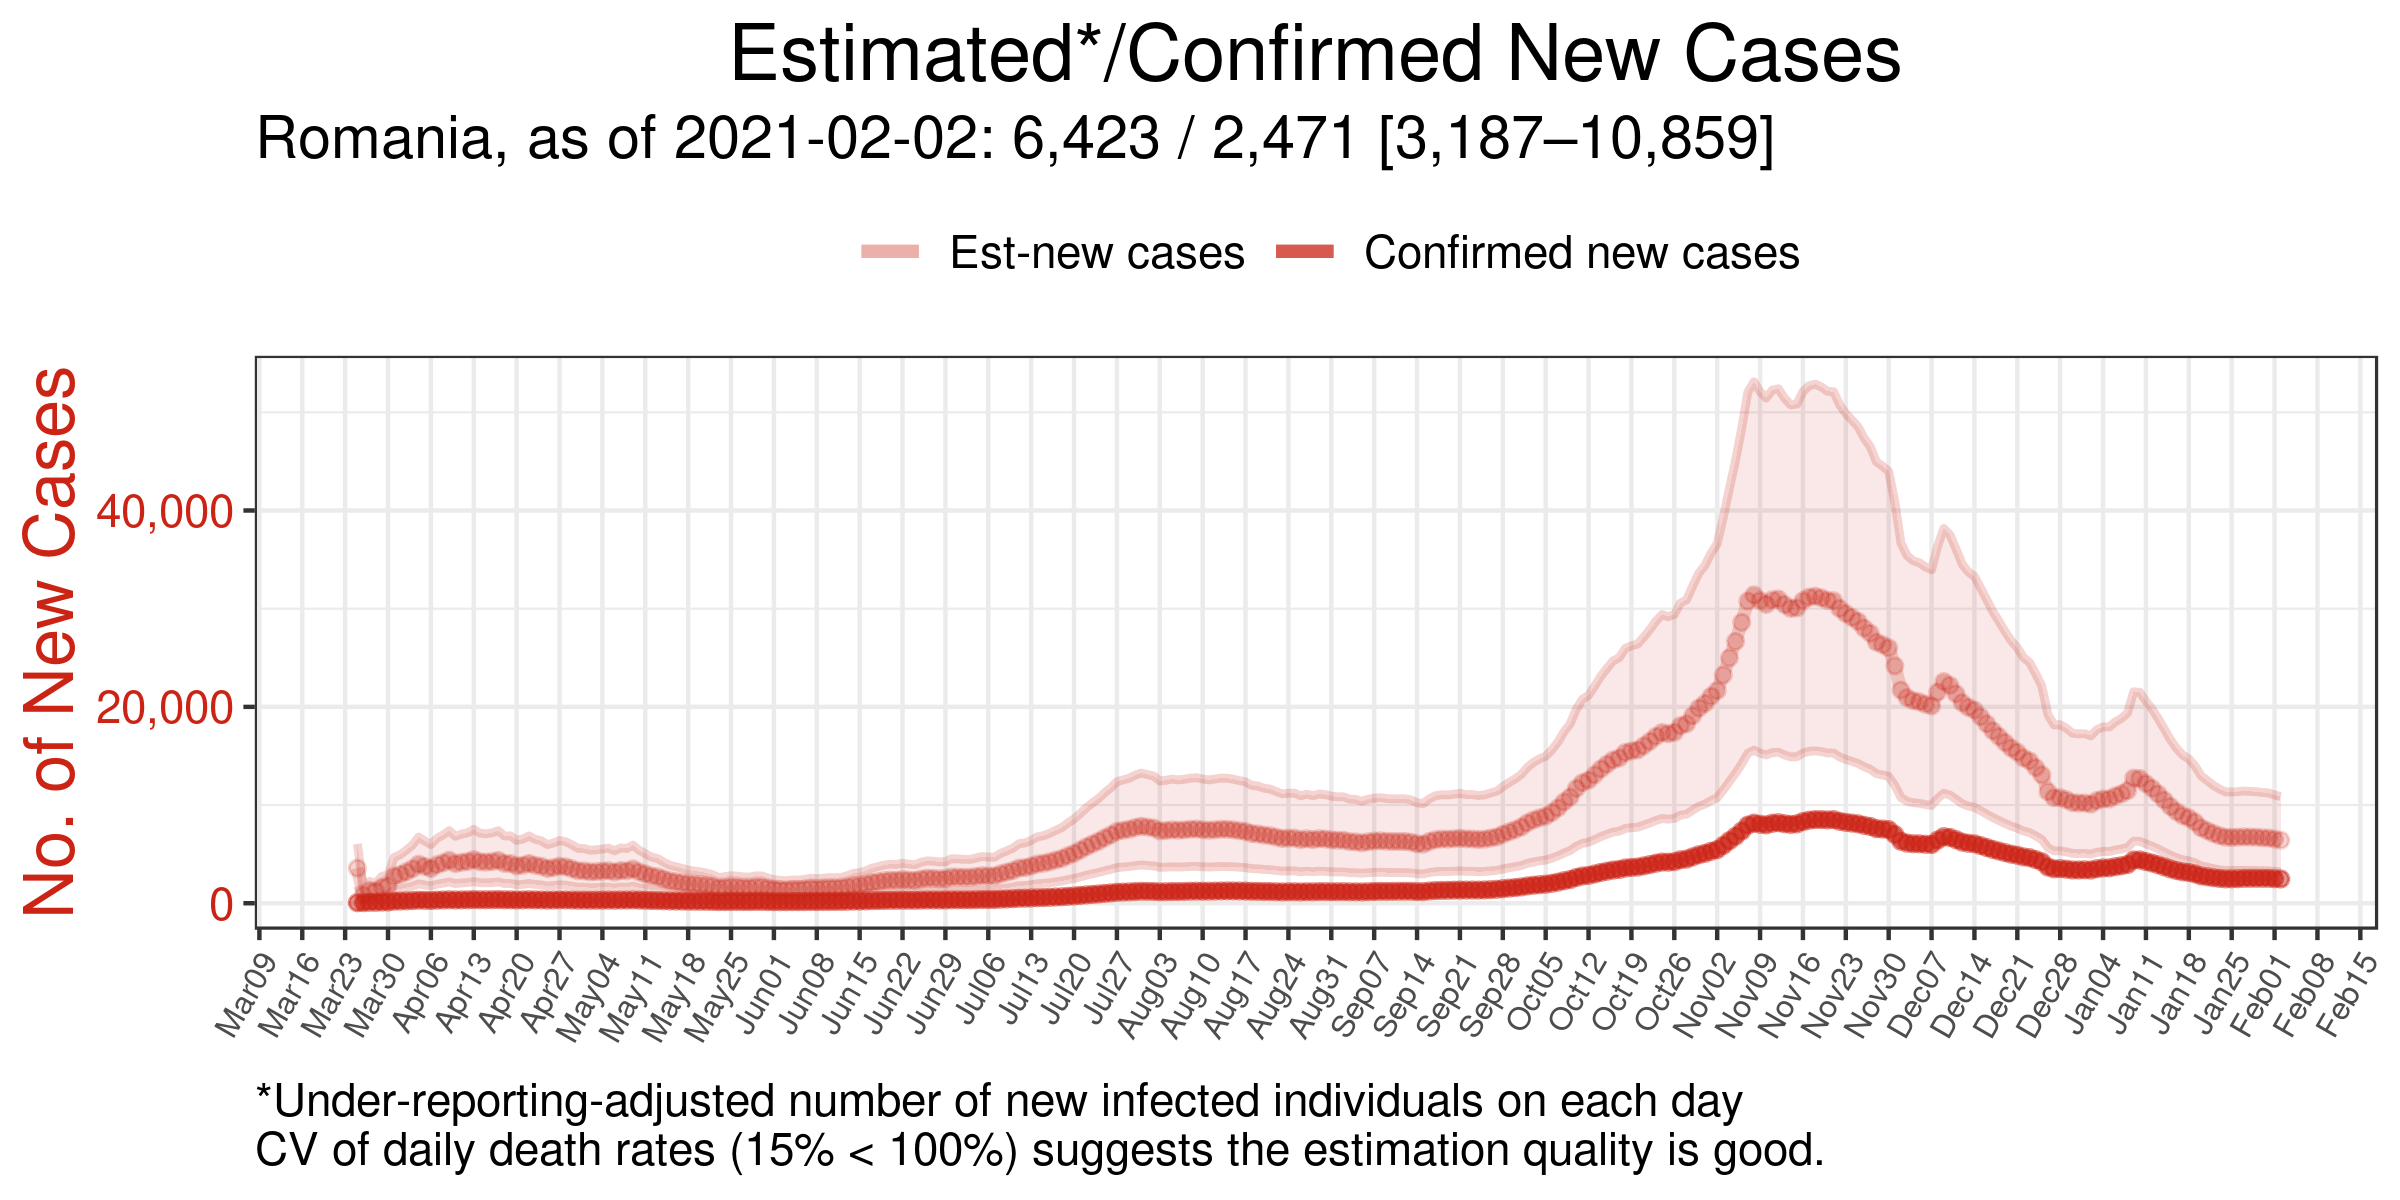 Estimated*/Confirmed New Cases
Romania, as of 2021-02-02: 6,423 / 2,471 [3,187–10,859]
Est-new cases
Confirmed new cases
No. of New Cases
40,000
20,000
0
Mar09
Mar16
Mar23
Mar30
Apr06
Apr13
Apr20
Apr27
May04
May11
May18
May25
Jun01
Jun08
Jun15
Jun22
Jun29
Jul06
Jul13
Jul20
Jul27
Aug03
Aug10
Aug17
Aug24
Aug31
Sep07
Sep14
Sep21
Sep28
Oct05
Oct12
Oct19
Oct26
Nov02
Nov09
Nov16
Nov23
Nov30
Dec07
Dec14
Dec21
Dec28
Jan04
Jan11
Jan18
Jan25
Feb01
Feb08
Feb15
*Under-reporting-adjusted number of new infected individuals on each day
CV of daily death rates (15% < 100%) suggests the estimation quality is good.